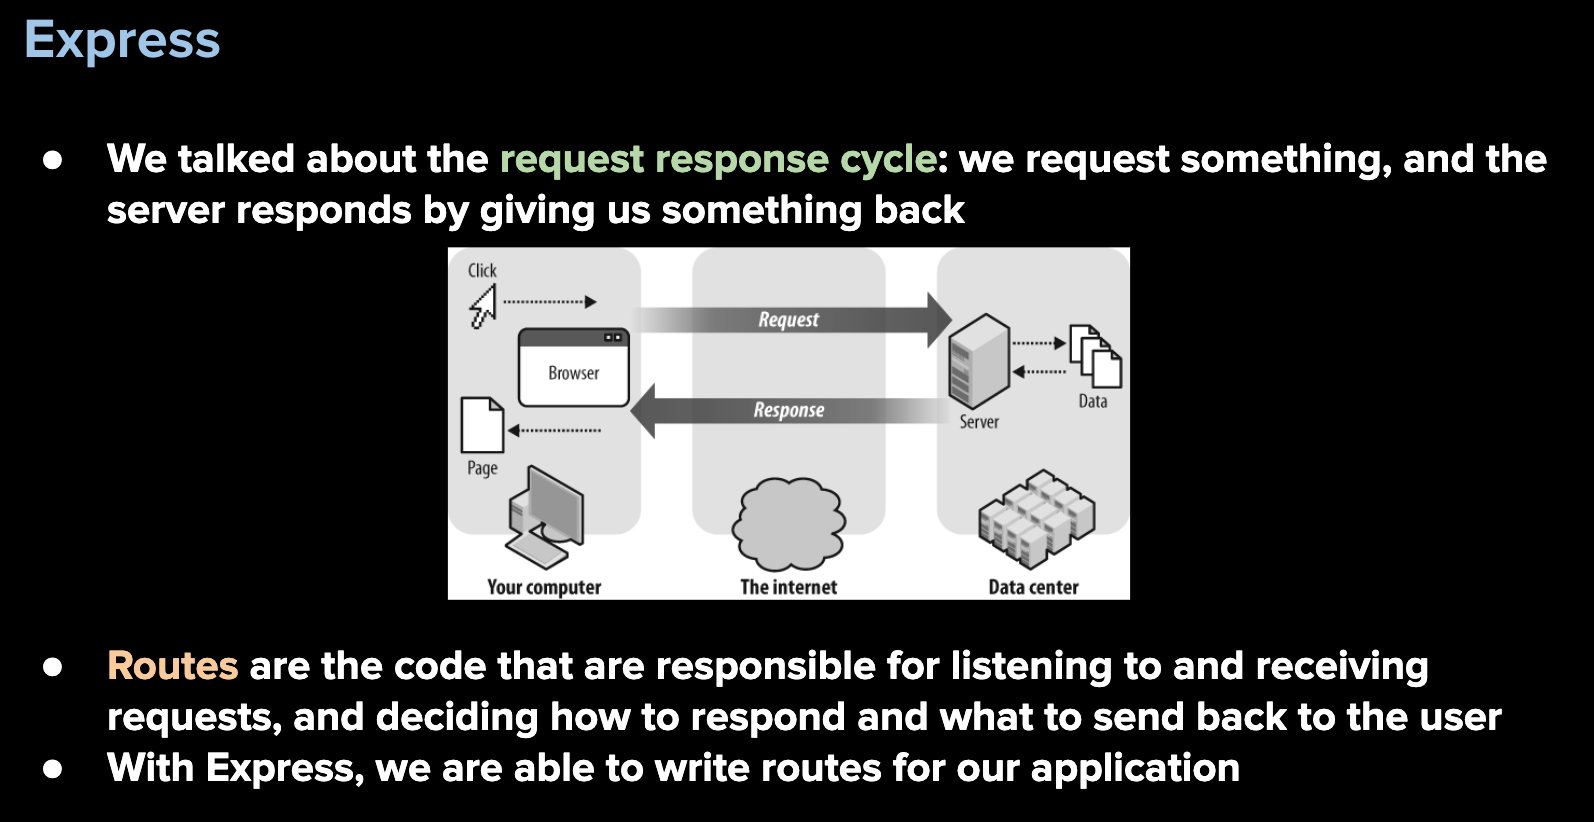 Express
● We talked about the request response cycle: we request something, and the
server responds by giving us something back
Click
Request
Browser
Response
Server
Data
Page
Your computer
The internet
Data center
● Routes are the code that are responsible for listening to and receiving
requests, and deciding how to respond and what to send back to the user
● With Express, we are able to write routes for our application